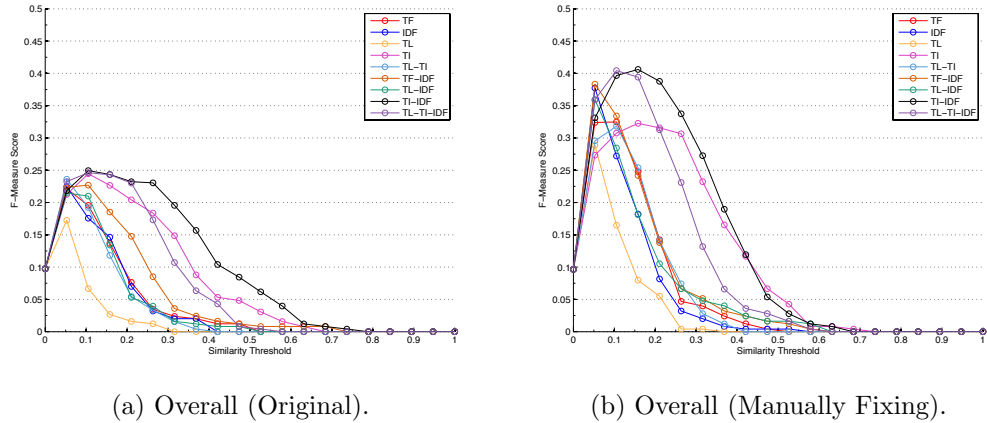 0.5
0.45
0.4
0.35
0.3
0.25
0.2
0.15
0.1
0.05
0
F-Measure Score
0 0.1 0.2 0.3 0.4 0.5 0.6 0.7 0.8 0.9 1
Similarity Threshold
TF
IDF
TL
TI
TL-TI
TF-IDF
TL-IDF
TI-IDF
TL-TI-IDF
(a) Overall (Original).
0.5
0.45
0.4
0.35
0.3
0.25
0.2
0.15
0.1
0.05
0
F-Measure Score
0 0.1 0.2 0.3 0.4 0.5 0.6 0.7 0.8 0.9 1
Similarity Threshold
TF
IDF
TL
TI
TL-TI
TF-IDF
TL-IDF
TI-IDF
TL-TI-IDF
(b) Overall (Manually Fixing).